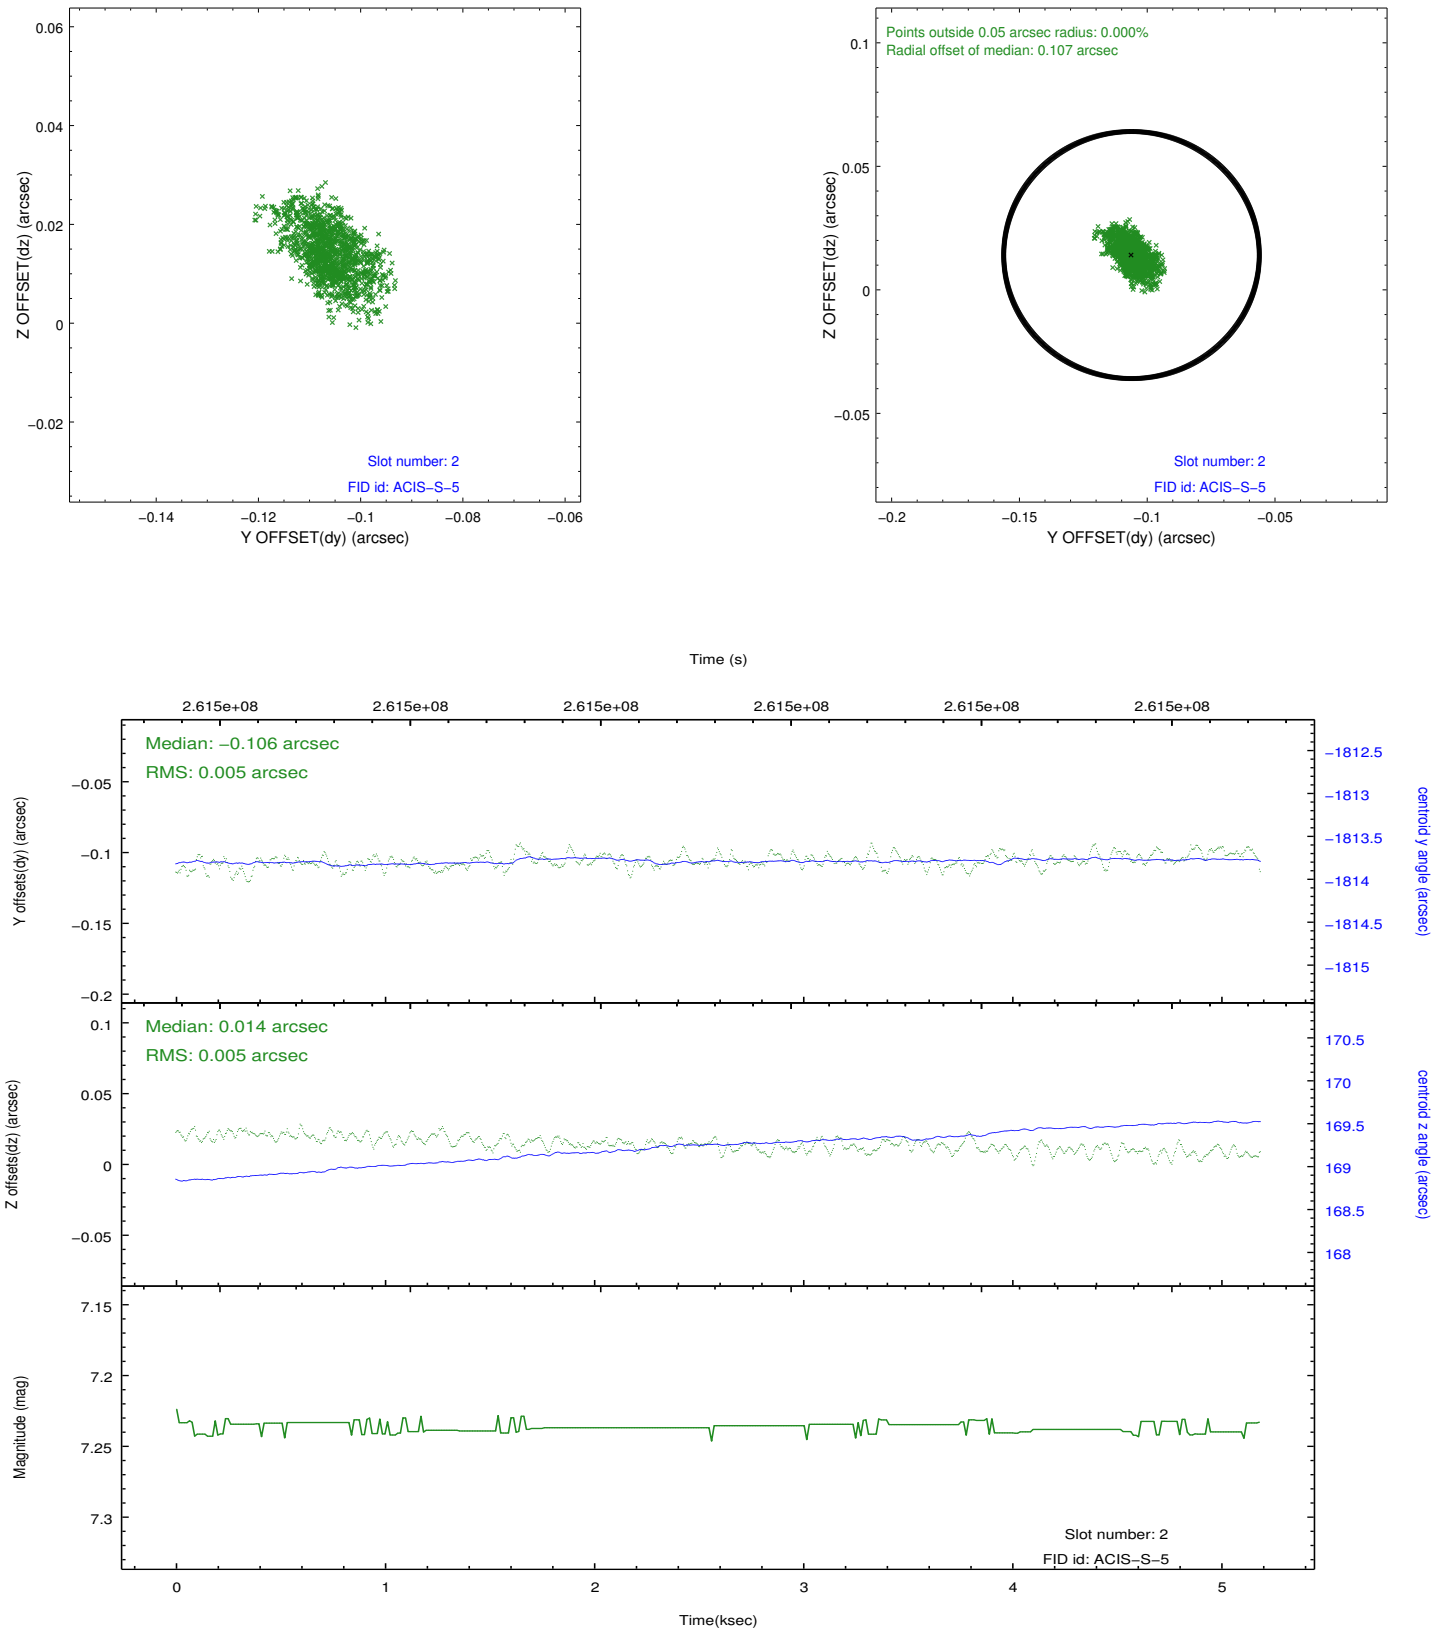 0.06
0.04
0.02
0
−0.02
Z OFFSET(dz) (arcsec)
Slot number: 2
FID id: ACIS−S−5
−0.14 −0.12 −0.1 −0.08 −0.06
Y OFFSET(dy) (arcsec)
Points outside 0.05 arcsec radius: 0.000%
Radial offset of median: 0.107 arcsec
0.1
0.05
0
−0.05
Z OFFSET(dz) (arcsec)
Slot number: 2
FID id: ACIS−S−5
−0.2 −0.15 −0.1 −0.05
Y OFFSET(dy) (arcsec)
Time (s)
2.615e+08 2.615e+08 2.615e+08 2.615e+08 2.615e+08 2.615e+08
Median: −0.106 arcsec
RMS: 0.005 arcsec
−0.05
−0.1
−0.15
−0.2
Y offsets(dy) (arcsec)
−1812.5
−1813
−1813.5
−1814
−1814.5
−1815
centroid y angle (arcsec)
Median: 0.014 arcsec
RMS: 0.005 arcsec
0.1
0.05
0
−0.05
Z offsets(dz) (arcsec)
170.5
170
169.5
169
168.5
168
centroid z angle (arcsec)
7.15
7.2
7.25
7.3
Magnitude (mag)
Slot number: 2
FID id: ACIS−S−5
0 1 2 3 4 5
Time(ksec)